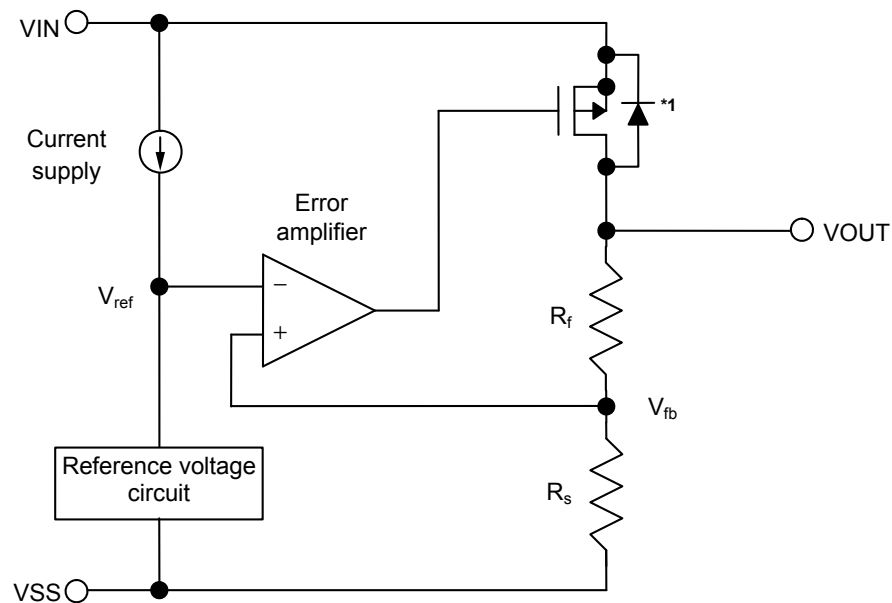 VIN
*1
Current
supply
Error
amplifier
VOUT
Vref
−
+
Rf
Vfb
Reference voltage
circuit
Rs
VSS